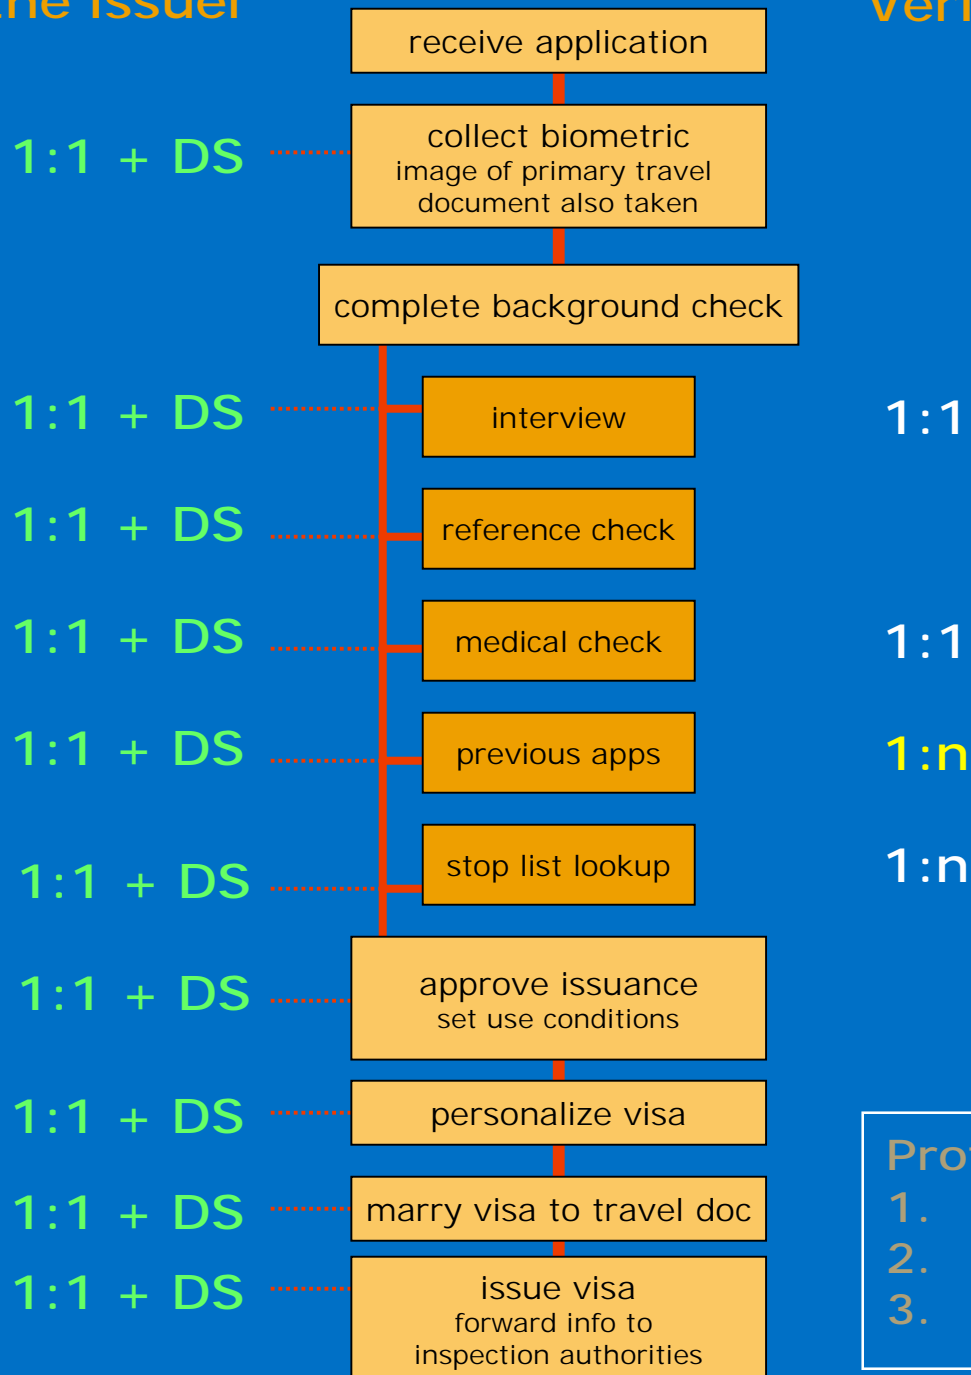 the issuer
receive application
collect biometric
image of primary travel
document also taken
1:1 + DS
complete background check
1:1 + DS
interview
1:1
1:1 + DS
reference check
1:1 + DS
medical check
1:1
1:1 + DS
previous apps
1:n
1:1 + DS
stop list lookup
1:n
1:1 + DS
approve issuance
set use conditions
1:1 + DS
personalize visa
1:1 + DS
marry visa to travel doc
1:1 + DS
issue visa
forward info to
inspection authorities
1.
2.
3.